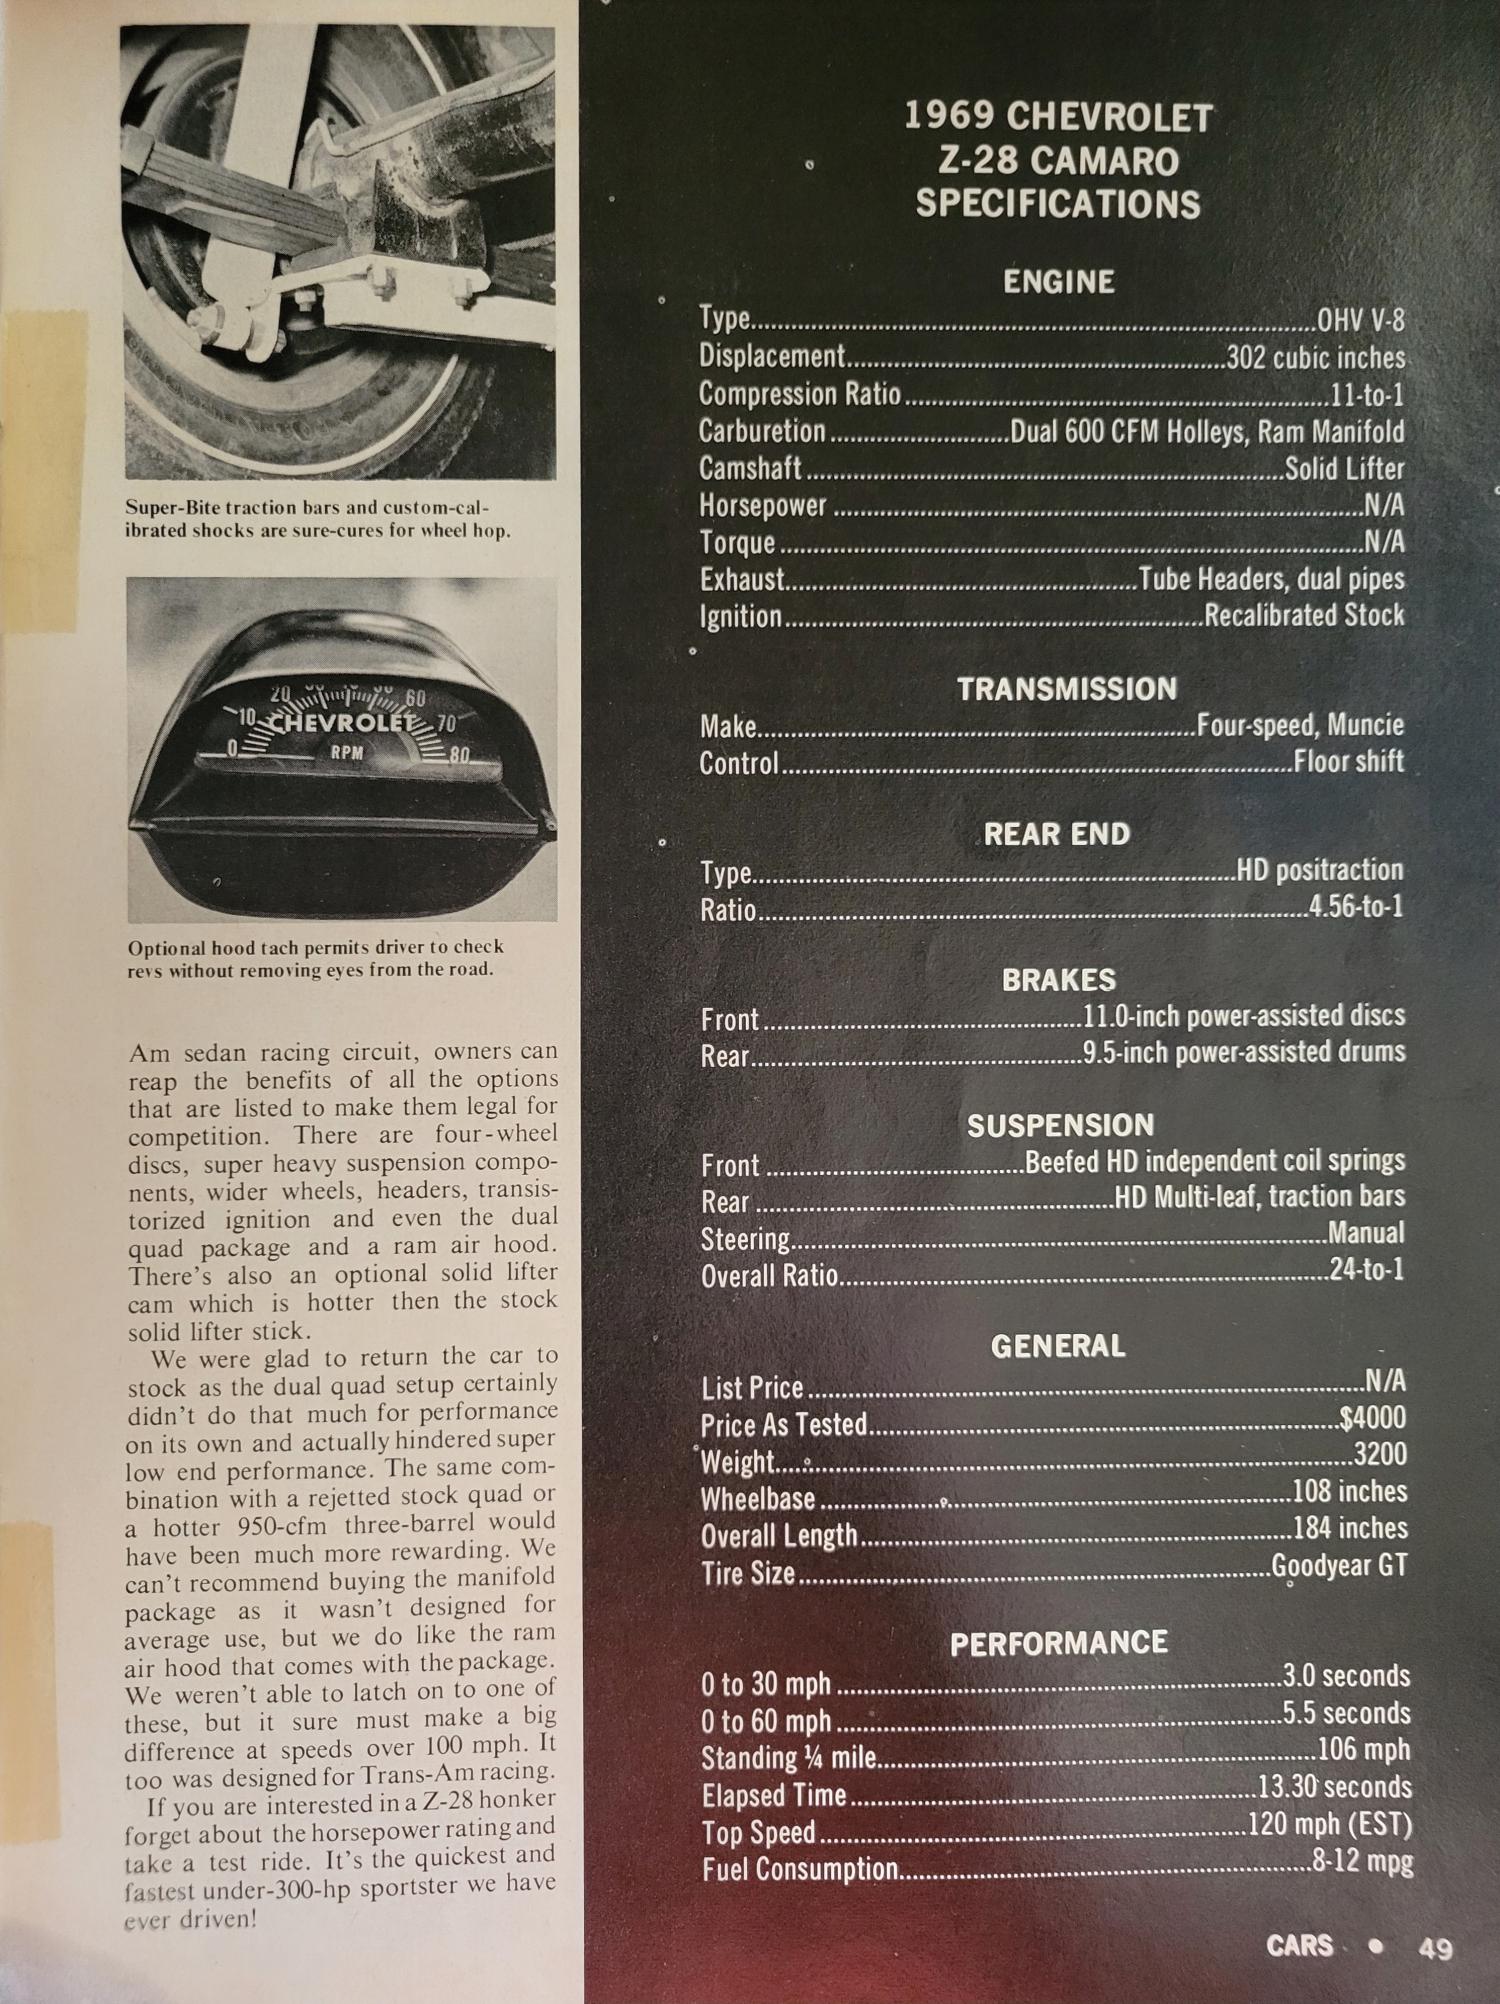 Super-Bite traction bars and custom-cal-
ibrated shocks are sure-cures for wheel hop.
20 60
10 CHEVROLET 70
0 RPM 80
Optional hood tach permits driver to check
revs without removing eyes from the road.
Am sedan racing circuit, owners can
reap the benefits of all the options
that are listed to make them legal for
competition. There are four-wheel
discs, super heavy suspension compo-
nents, wider wheels, headers, transis-
torized ignition and even the dual
quad package and a ram air hood.
There's also an optional solid lifter
cam which is hotter then the stock
solid lifter stick.
We were glad to return the car to
stock as the dual quad setup certainly
didn't do that much for performance
on its own and actually hindered super
low end performance. The same com-
bination with a rejetted stock quad or
a hotter 950-cfm three-barrel would
have been much more rewarding. We
can't recommend buying the manifold
package as it wasn't designed for
average use, but we do like the ram
air hood that comes with the package.
We weren't able to latch on to one of
these, but it sure must make a big
difference at speeds over 100 mph. It
too was designed for Trans-Am racing.
If you are interested in a Z-28 honker
forget about the horsepower rating and
take a test ride. It's the quickest and
fastest under-300-hp sportster we have
ever driven!
1969 CHEVROLET
Z-28 CAMARO
SPECIFICATIONS
ENGINE
Type....................OHV V-8
Displacement....................302 cubic inches
Compression Ratio....................11-to-1
Carburetion....................Dual 600 CFM Holleys, Ram Manifold
Camshaft....................Solid Lifter
Horsepower....................N/A
Torque....................N/A
Exhaust....................Tube Headers, dual pipes
Ignition....................Recalibrated Stock
TRANSMISSION
Make....................Four-speed, Muncie
Control....................Floor shift
REAR END
Type....................HD positraction
Ratio....................4.56-to-1
BRAKES
Front....................11.0-inch power-assisted discs
Rear....................9.5-inch power-assisted drums
SUSPENSION
Front....................Beefed HD independent coil springs
Rear....................HD Multi-leaf, traction bars
Steering....................Manual
Overall Ratio....................24-to-1
GENERAL
List Price....................N/A
Price As Tested....................$4000
Weight....................3200
Wheelbase....................108 inches
Overall Length....................184 inches
Tire Size....................Goodyear GT
PERFORMANCE
0 to 30 mph....................3.0 seconds
0 to 60 mph....................5.5 seconds
Standing ¼ mile....................106 mph
Elapsed Time....................13.30 seconds
Top Speed....................120 mph (EST)
Fuel Consumption....................8-12 mpg
CARS • 49